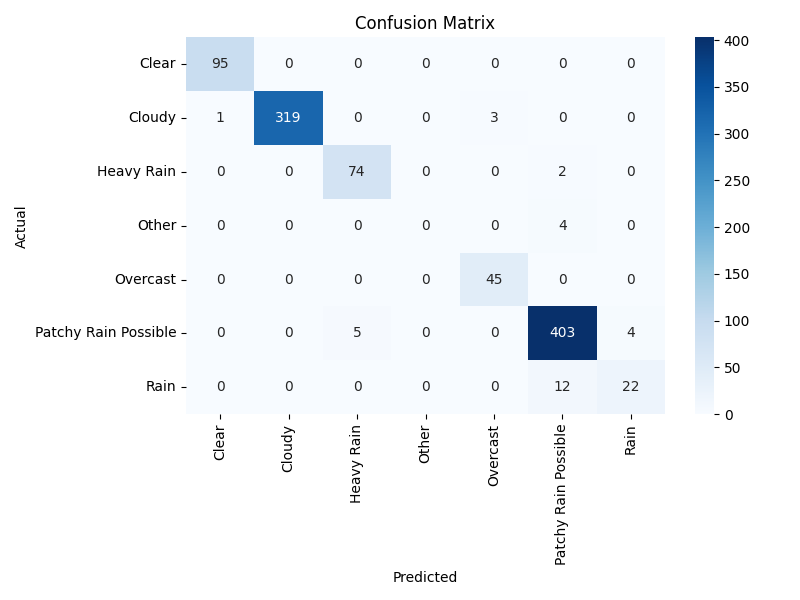 Confusion Matrix
Actual
Clear 95 0 0 0 0 0 0
Cloudy 1 319 0 0 3 0 0
Heavy Rain 0 0 74 0 0 2 0
Other 0 0 0 0 0 4 0
Overcast 0 0 0 0 45 0 0
Patchy Rain Possible 0 0 5 0 0 403 4
Rain 0 0 0 0 0 12 22
Clear
Cloudy
Heavy Rain
Other
Overcast
Patchy Rain Possible
Rain
Predicted
400
350
300
250
200
150
100
50
0